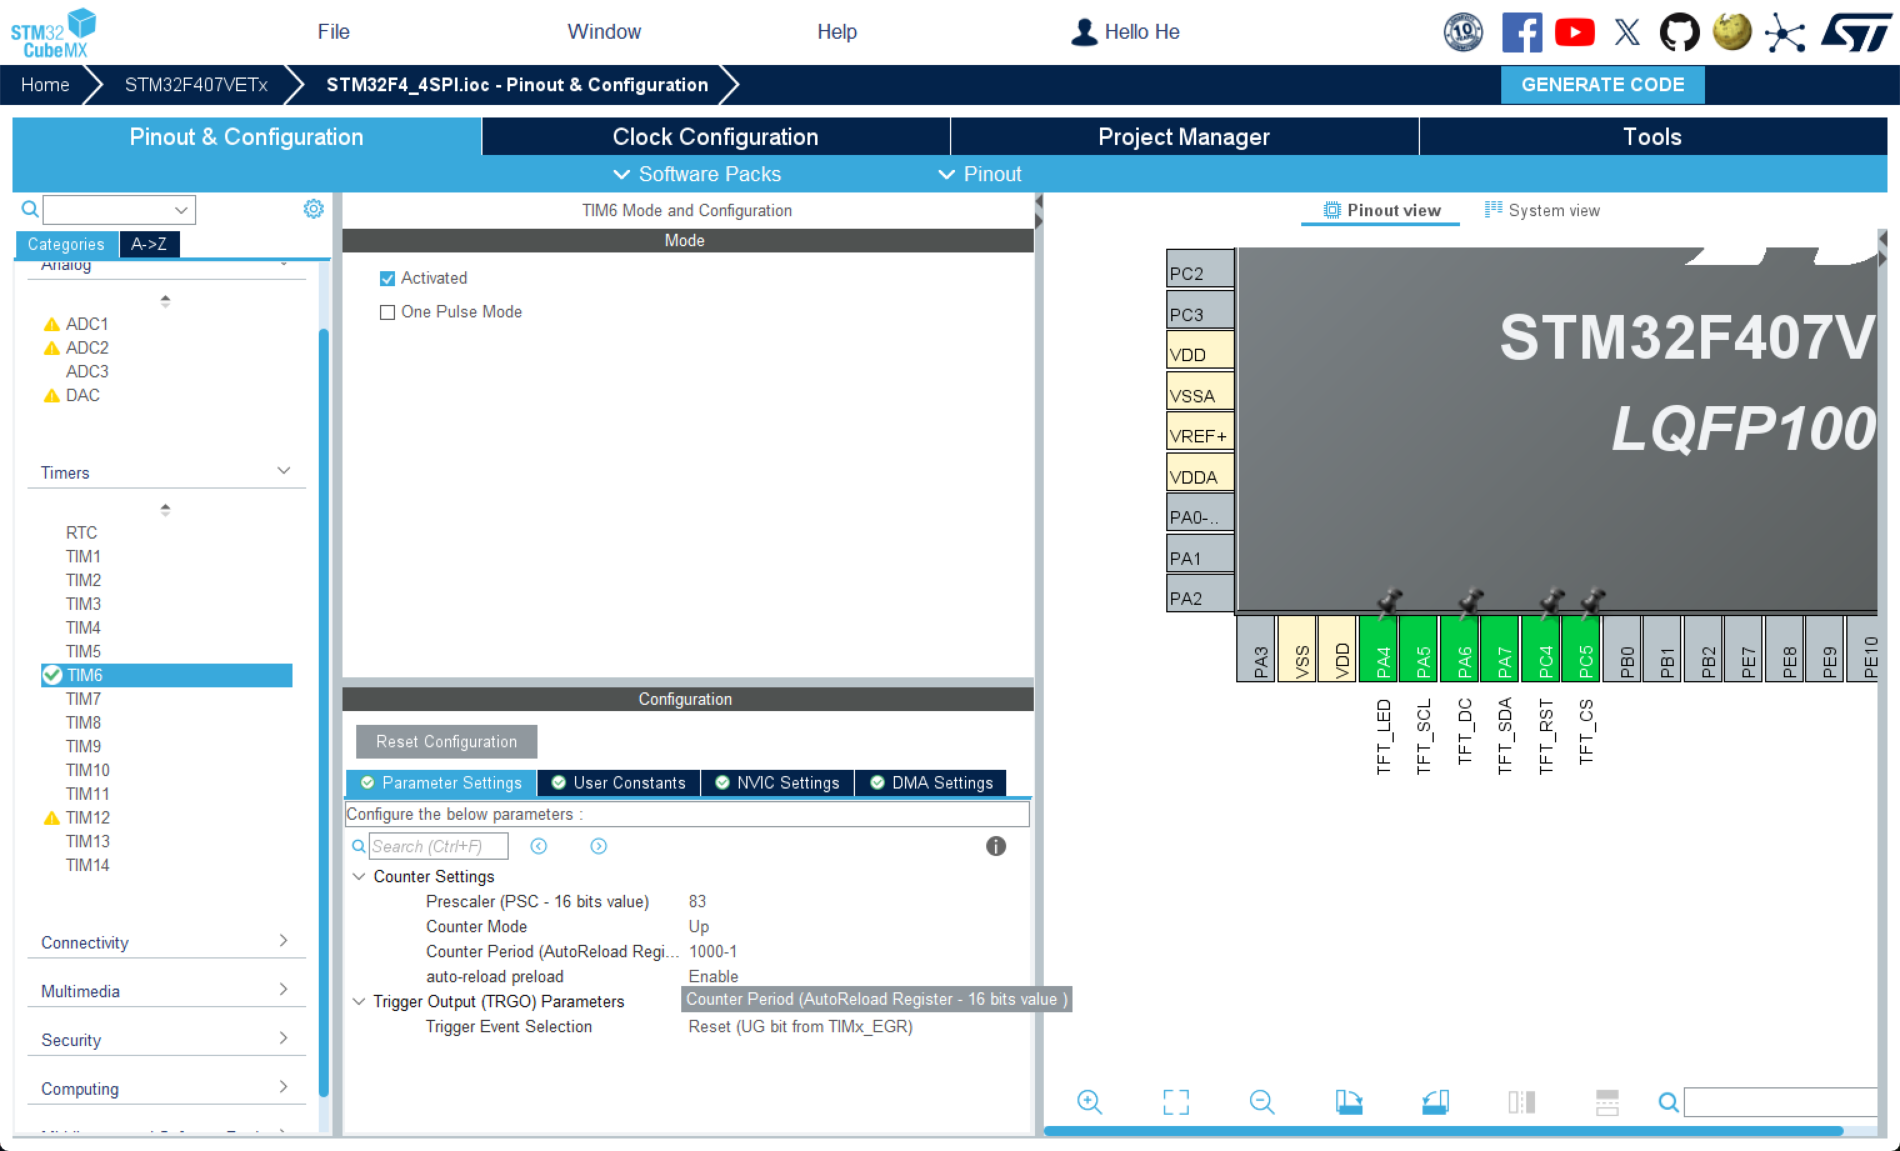 STM32
CubeMX
File
Window
Help
Hello He
10
Home
STM32F407VETx
STM32F4_4SPI.ioc - Pinout & Configuration
GENERATE CODE
Pinout & Configuration
Clock Configuration
Project Manager
Tools
Software Packs
Pinout
Categories
A->Z
Analog
ADC1
ADC2
ADC3
DAC
Timers
RTC
TIM1
TIM2
TIM3
TIM4
TIM5
TIM6
TIM7
TIM8
TIM9
TIM10
TIM11
TIM12
TIM13
TIM14
Connectivity
Multimedia
Security
Computing
TIM6 Mode and Configuration
Mode
Activated
One Pulse Mode
Configuration
Reset Configuration
Parameter Settings
User Constants
NVIC Settings
DMA Settings
Configure the below parameters :
Search (Ctrl+F)
Counter Settings
Prescaler (PSC - 16 bits value) 83
Counter Mode Up
Counter Period (AutoReload Regi... 1000-1
auto-reload preload Enable
Trigger Output (TRGO) Parameters
Counter Period (AutoReload Register - 16 bits value )
Trigger Event Selection Reset (UG bit from TIMx_EGR)
Pinout view
System view
PC2
PC3
VDD
VSSA
VREF+
VDDA
PA0-..
PA1
PA2
STM32F407V
LQFP100
PA3
VSS
VDD
PA4
PA5
PA6
PA7
PC4
PC5
PB0
PB1
PB2
PE7
PE8
PE9
PE10
TFT_LED
TFT_SCL
TFT_DC
TFT_SDA
TFT_RST
TFT_CS